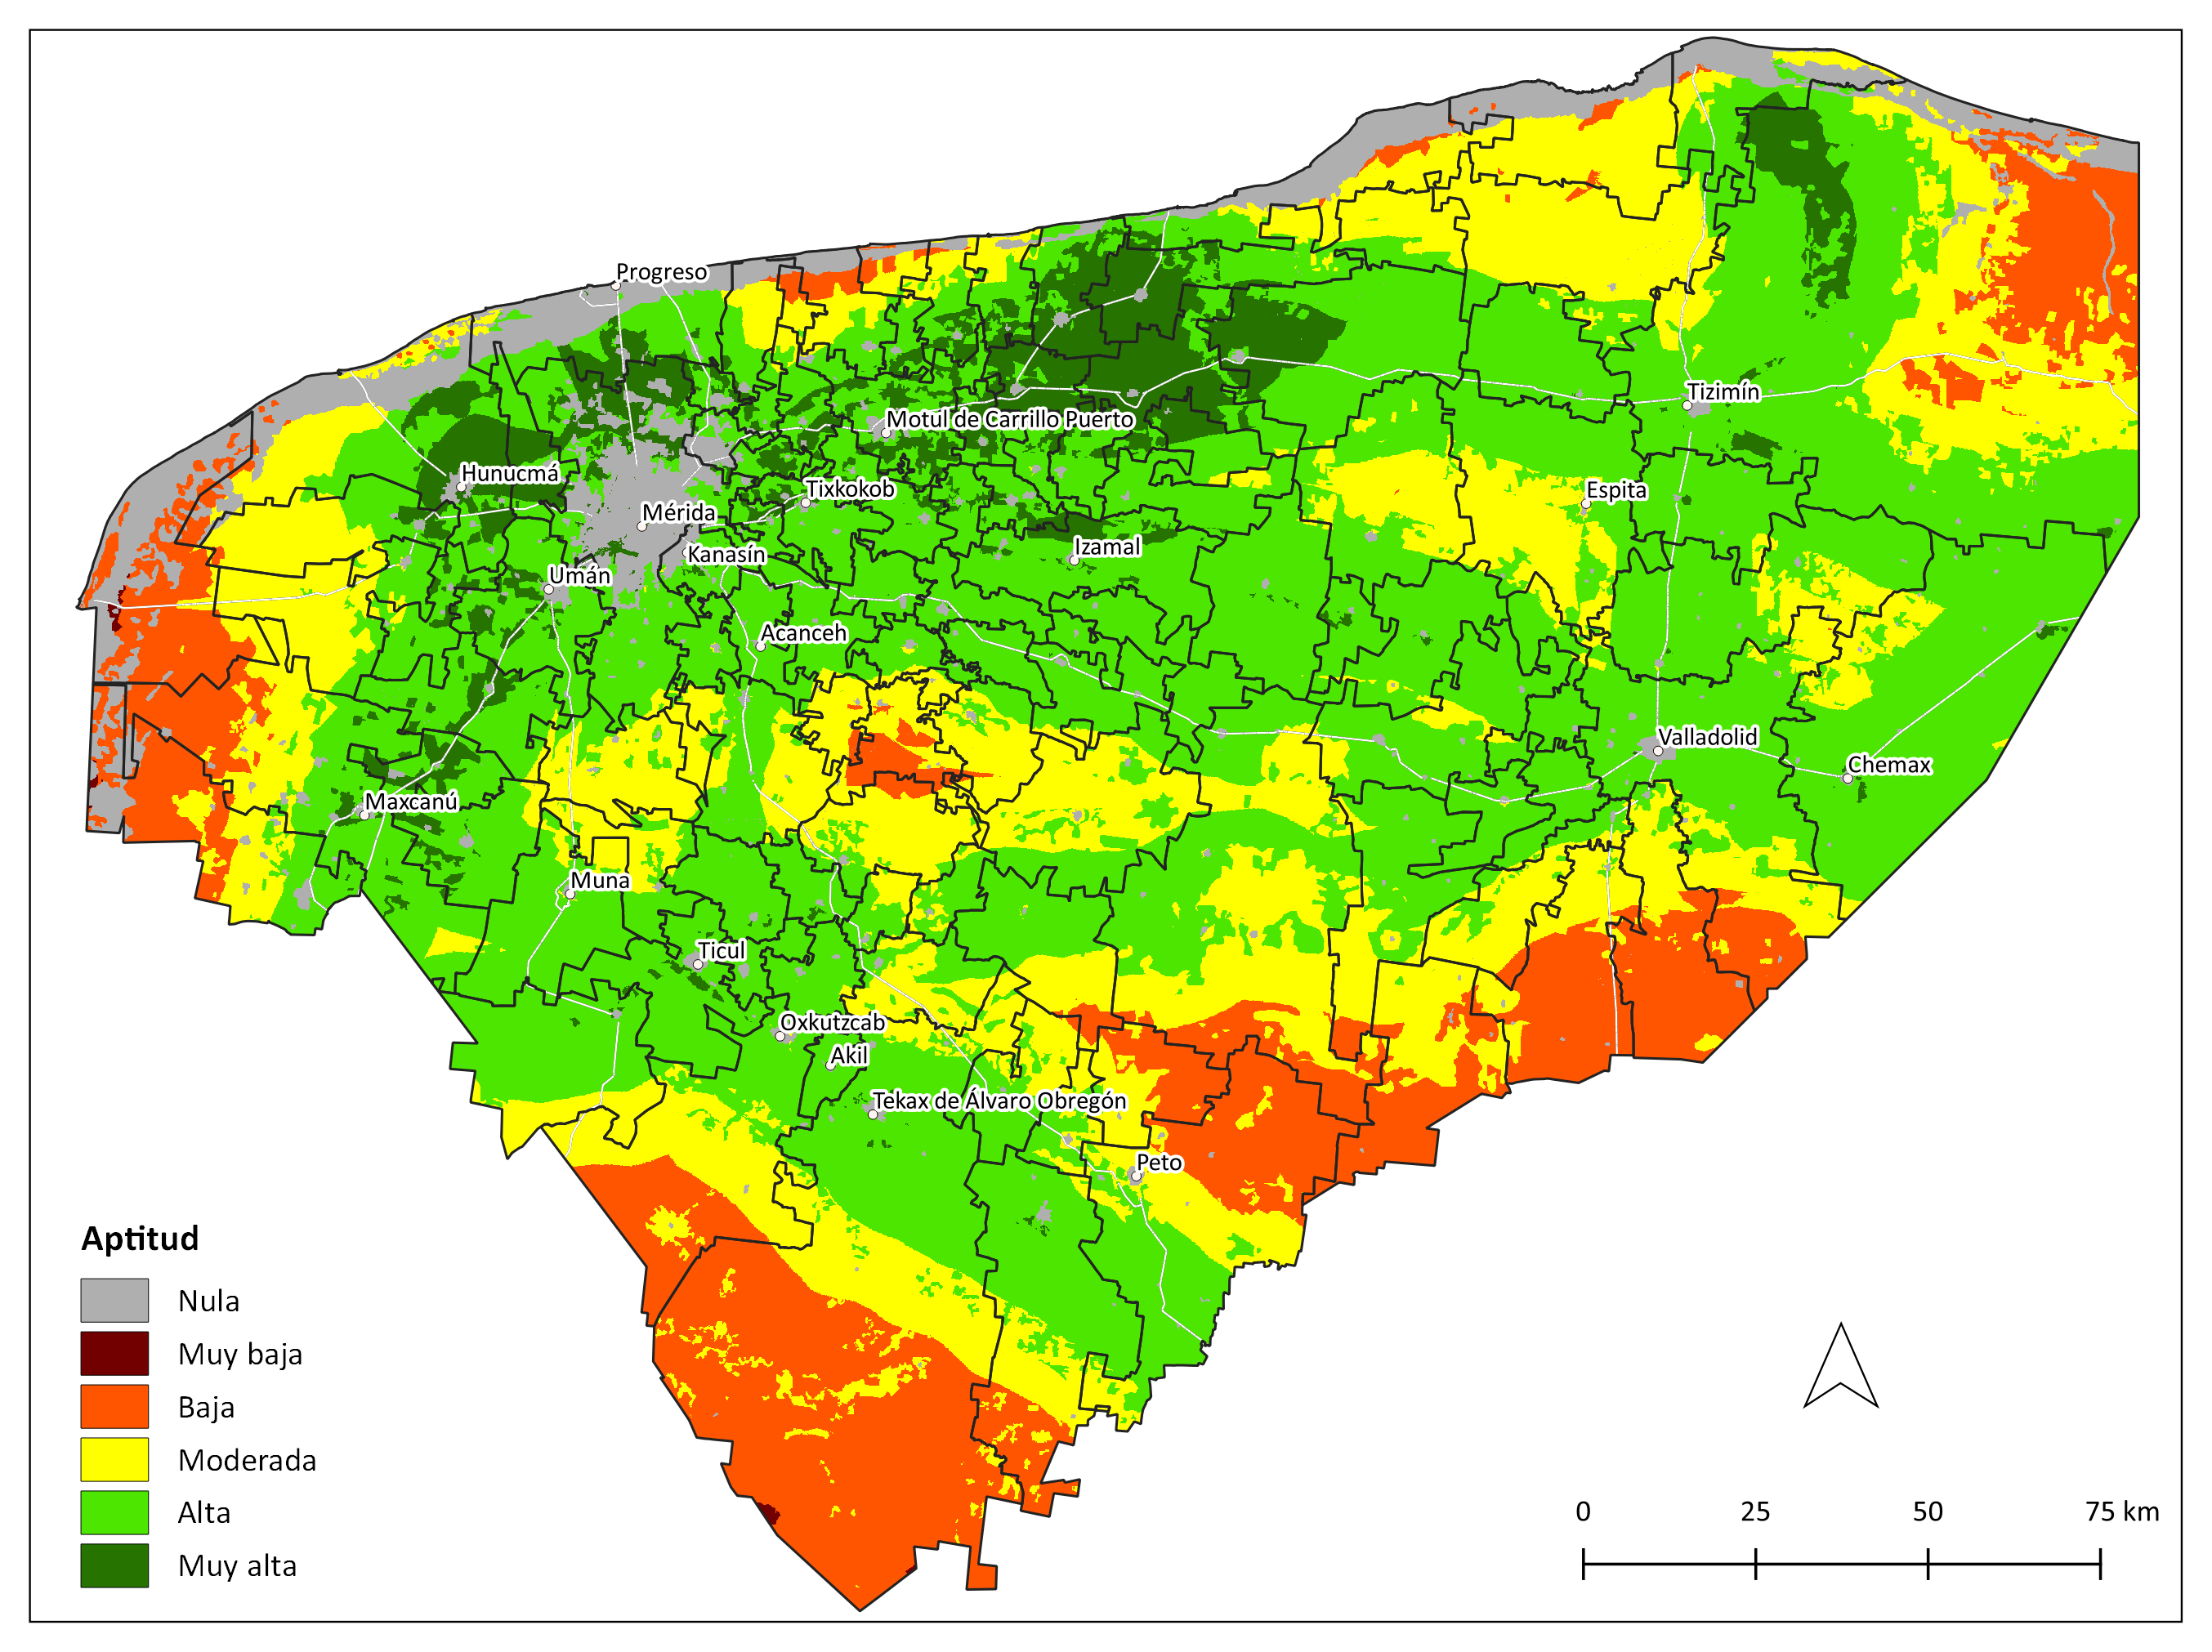 Progreso
Tizimín
Motul de Carrillo Puerto
Hunucmá
Tixkokob
Espita
Mérida
Izamal
Kanasín
Umán
Acanceh
Valladolid
Chemax
Maxcanú
Muna
Ticul
Oxkutzcab
Akil
Tekax de Álvaro Obregón
Peto
Aptitud
Nula
Muy baja
Baja
Moderada
Alta
Muy alta
0 25 50 75 km